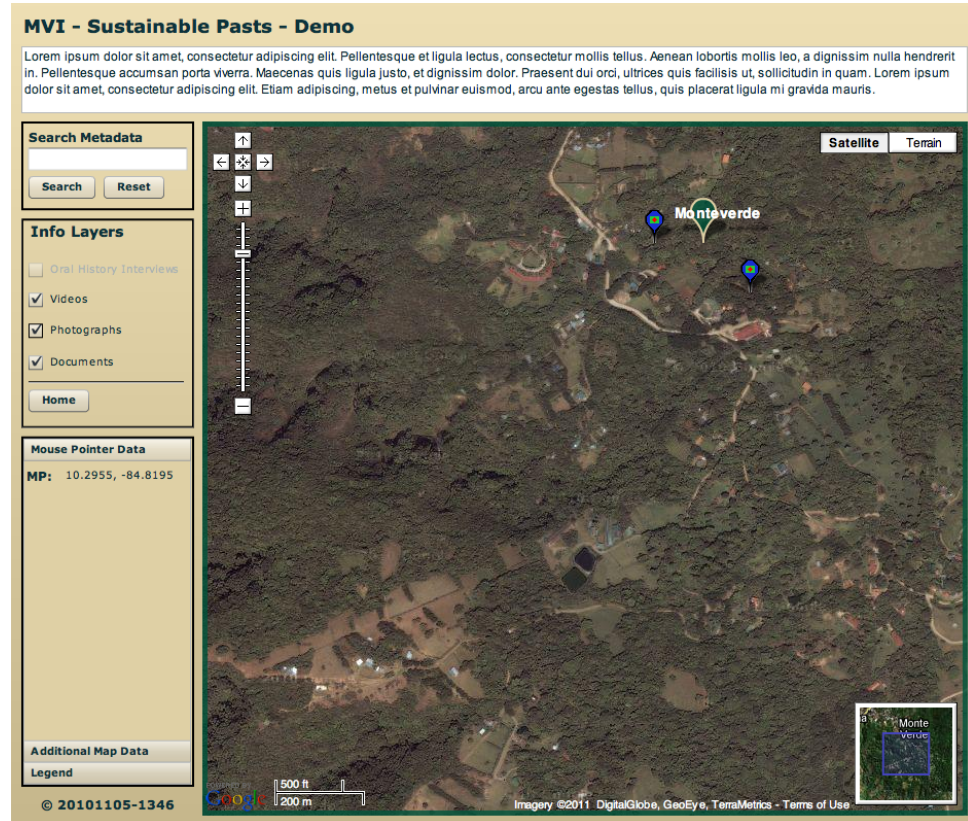 MVI - Sustainable Pasts - Demo
Lorem ipsum dolor sit amet, consectetur adipiscing elit. Pellentesque et ligula lectus, consectetur mollis tellus. Aenean lobortis mollis leo, a dignissim nulla hendrerit
in. Pellentesque accumsan porta viverra. Maecenas quis ligula justo, et dignissim dolor. Praesent dui orci, ultrices quis facilisis ut, sollicitudin in quam. Lorem ipsum
dolor sit amet, consectetur adipiscing elit. Etiam adipiscing, metus et pulvinar euismod, arcu ante egestas tellus, quis placerat ligula mi gravida mauris.
Search Metadata
Search Reset
Info Layers
Oral History Interviews
Videos
Photographs
Documents
Home
Mouse Pointer Data
MP: 10.2955, -84.8195
Additional Map Data
Legend
© 20101105-1346
Satellite Terrain
Monteverde
a
Monte
Verde
POWERED BY
Google
500 ft
200 m
Imagery ©2011 DigitalGlobe, GeoEye, TerraMetrics - Terms of Use